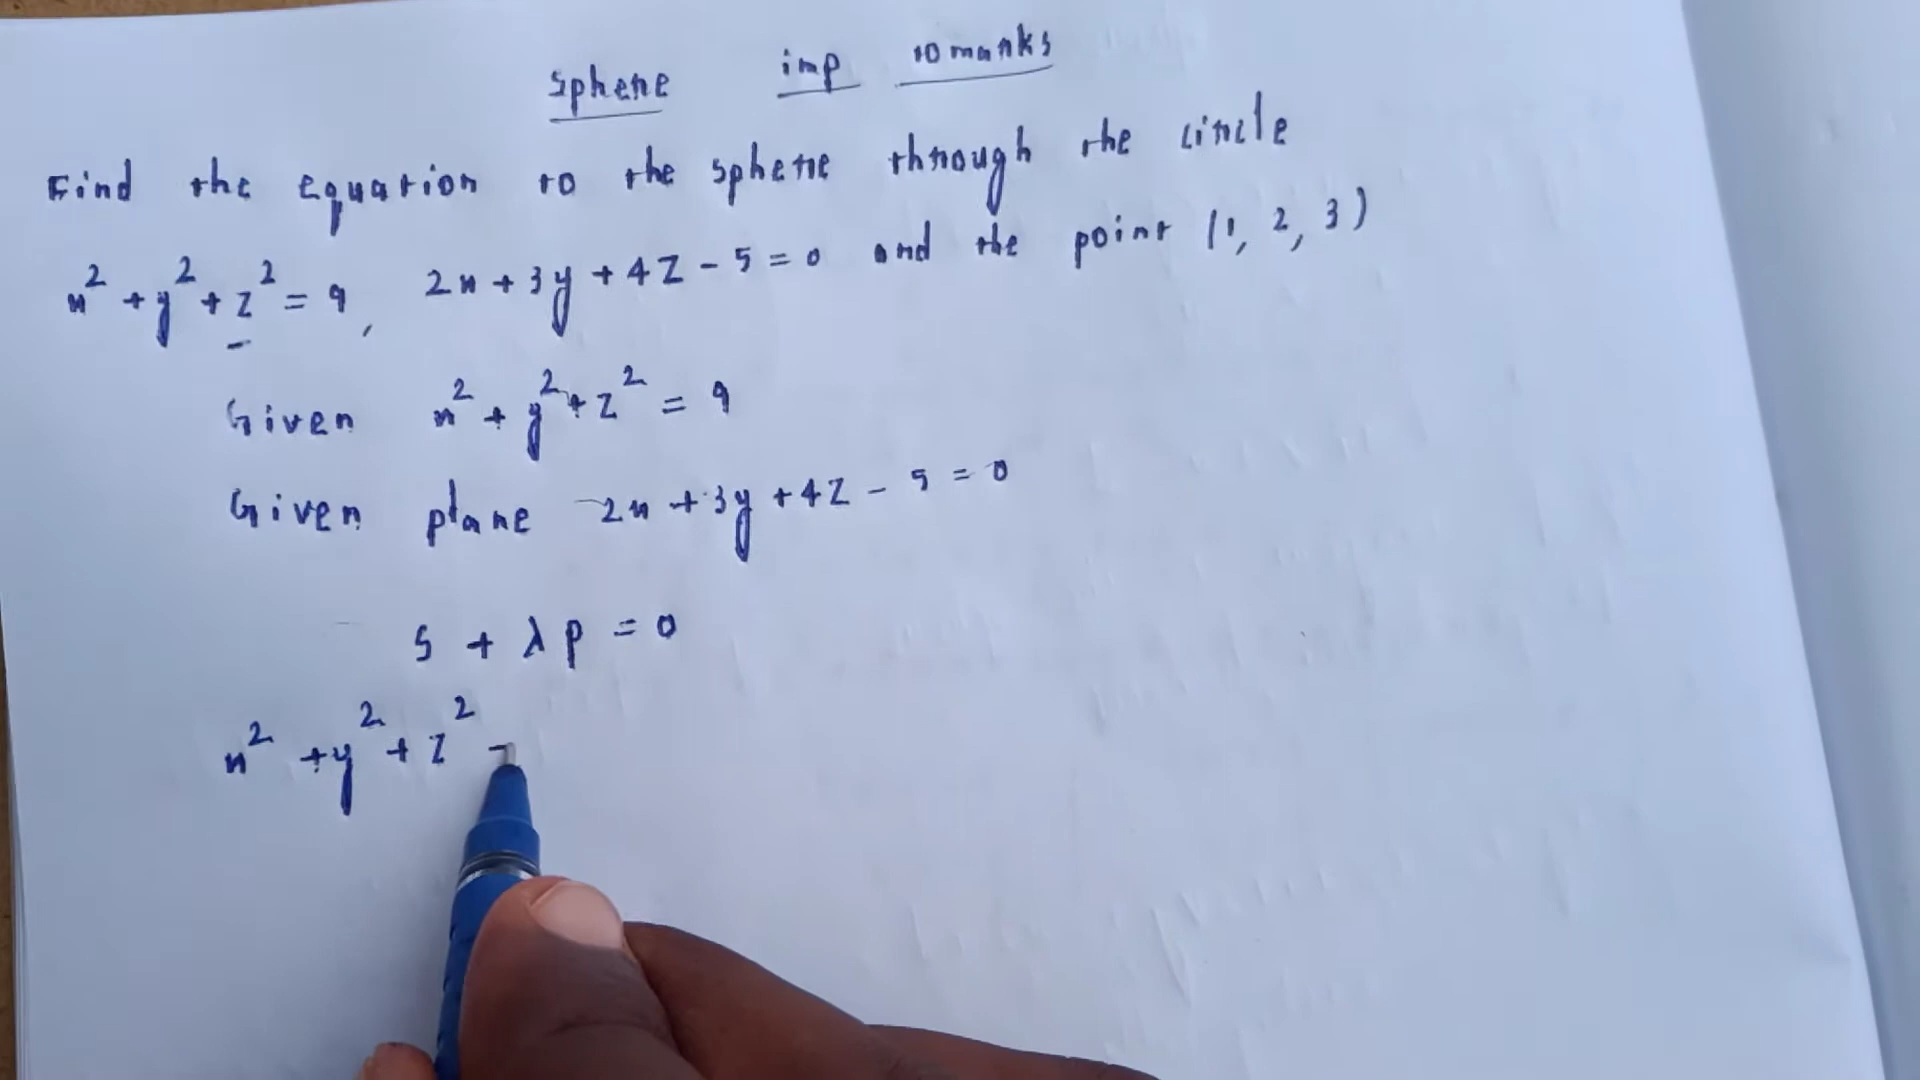 Sphere imp 10 marks
Find the equation to the sphere through the circle
x² + y² + z² = 9, 2x + 3y + 4z - 5 = 0 and the point (1, 2, 3)
Given x² + y² + z² = 9
Given plane 2x + 3y + 4z - 5 = 0
S + λp = 0
x² + y² + z² -